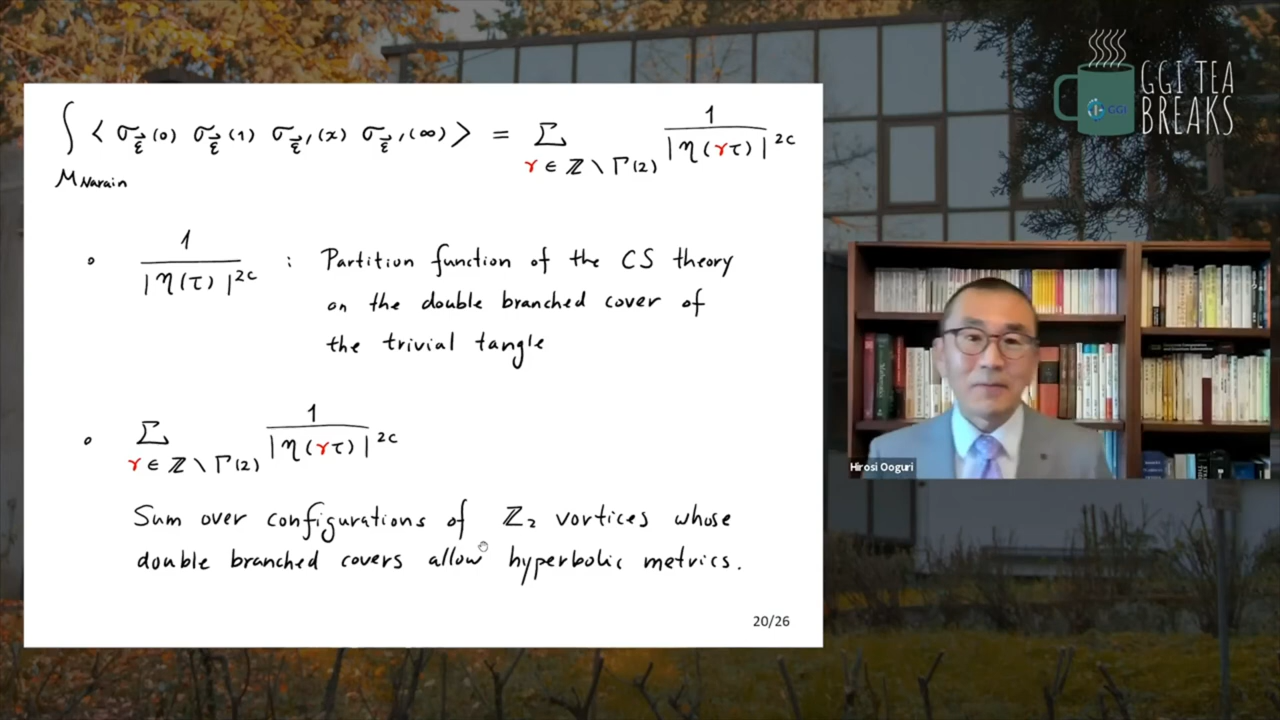 GGI TEA
BREAKS
GGI
∫ ⟨ σ_ε⃗(0) σ_ε⃗(1) σ_ε⃗'(x) σ_ε⃗'(∞) ⟩ = Σ 1 / |η(γτ)|^2c
M_Narain
γ ∈ ℤ \ Γ(2)
∘ 1 / |η(τ)|^2c : Partition function of the CS theory
on the double branched cover of
the trivial tangle
∘ Σ 1 / |η(γτ)|^2c
γ ∈ ℤ \ Γ(2)
Sum over configurations of ℤ₂ vortices whose
double branched covers allow hyperbolic metrics.
20/26
Hirosi Ooguri